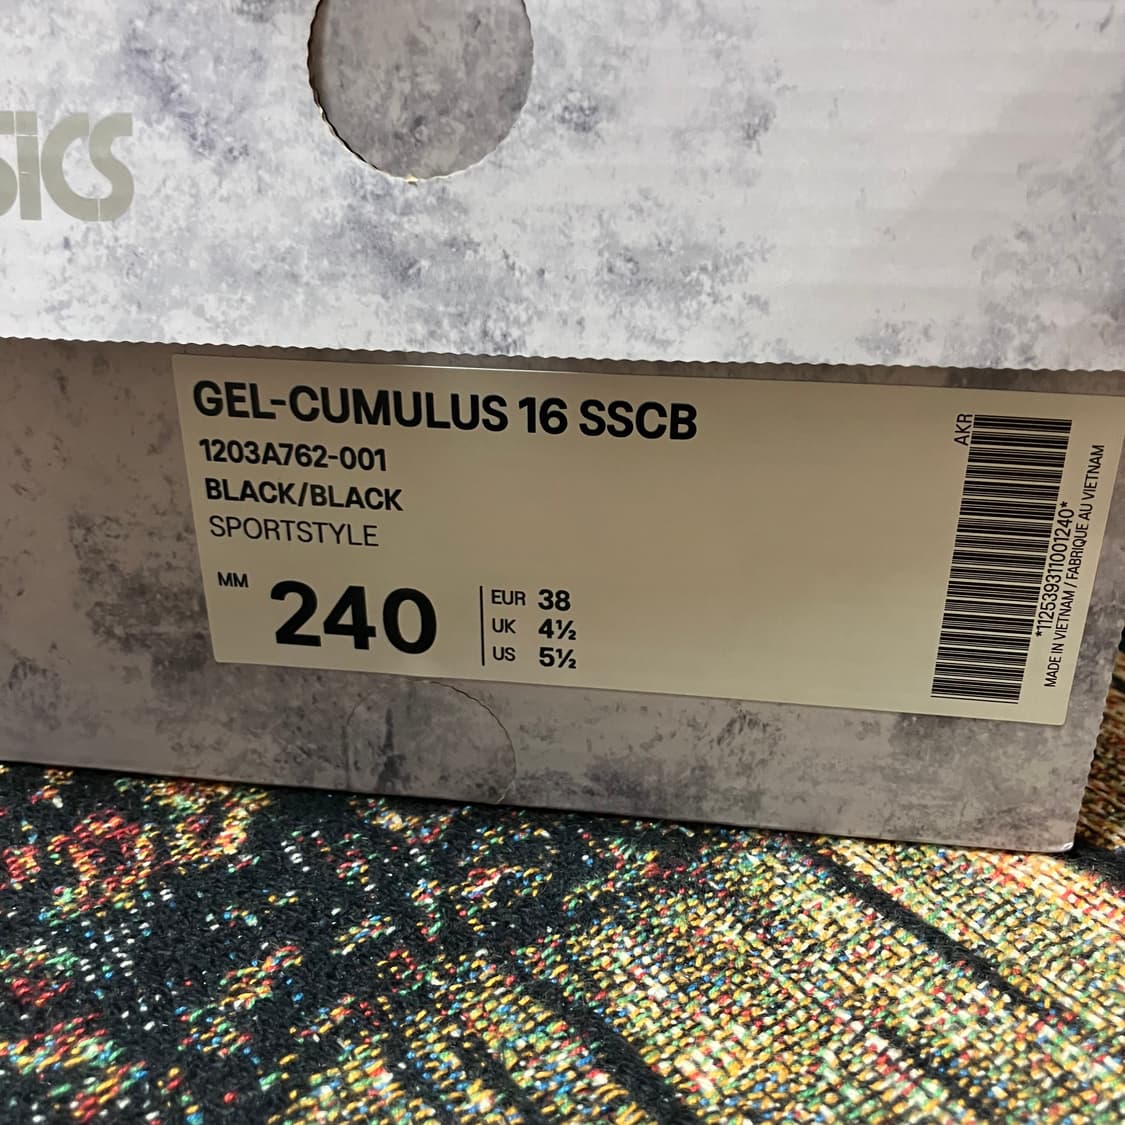 SICS
GEL-CUMULUS 16 SSCB
1203A762-001
BLACK/BLACK
SPORTSTYLE
MM 240
EUR 38
UK 4½
US 5½
AKR
*11253939311001240*
MADE IN VIETNAM / FABRIQUE AU VIETNAM